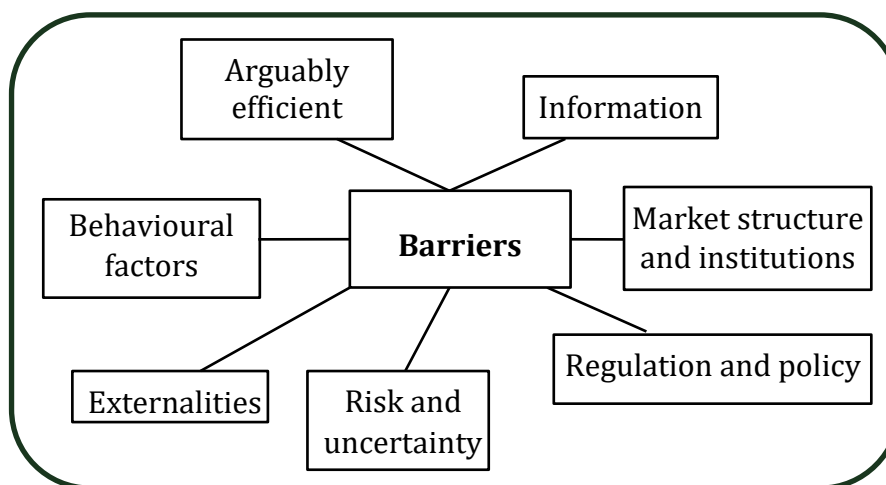 Arguably
efficient
Information
Behavioural
factors
Barriers
Market structure
and institutions
Externalities
Risk and
uncertainty
Regulation and policy